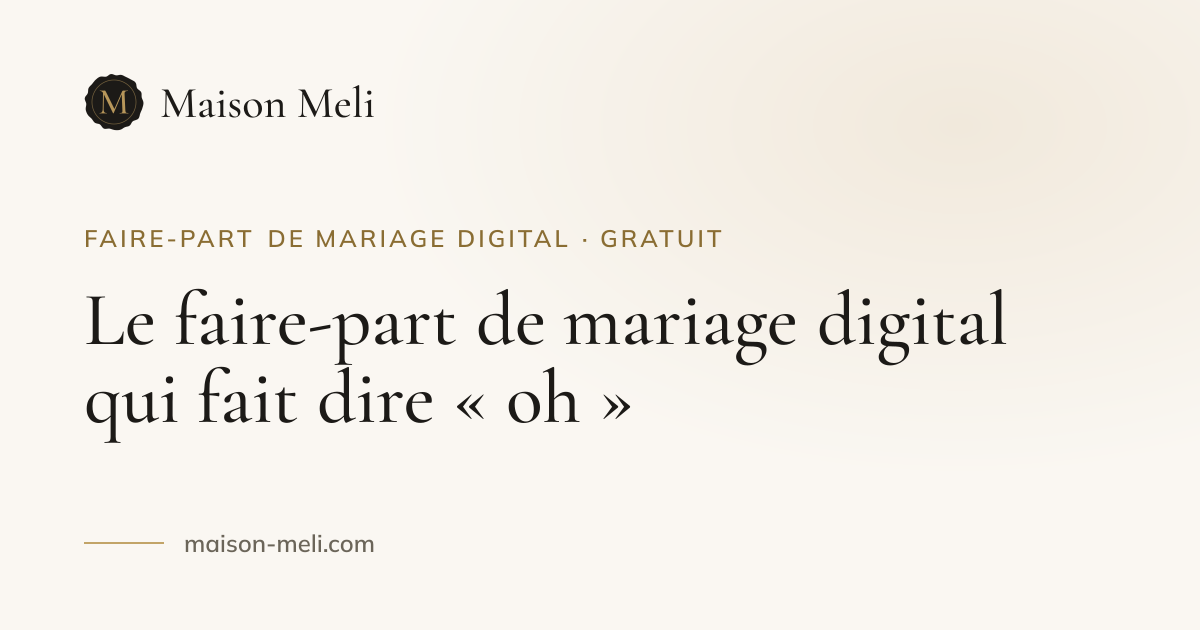 M Maison Meli
FAIRE-PART DE MARIAGE DIGITAL · GRATUIT
Le faire-part de mariage digital
qui fait dire « oh »
maison-meli.com